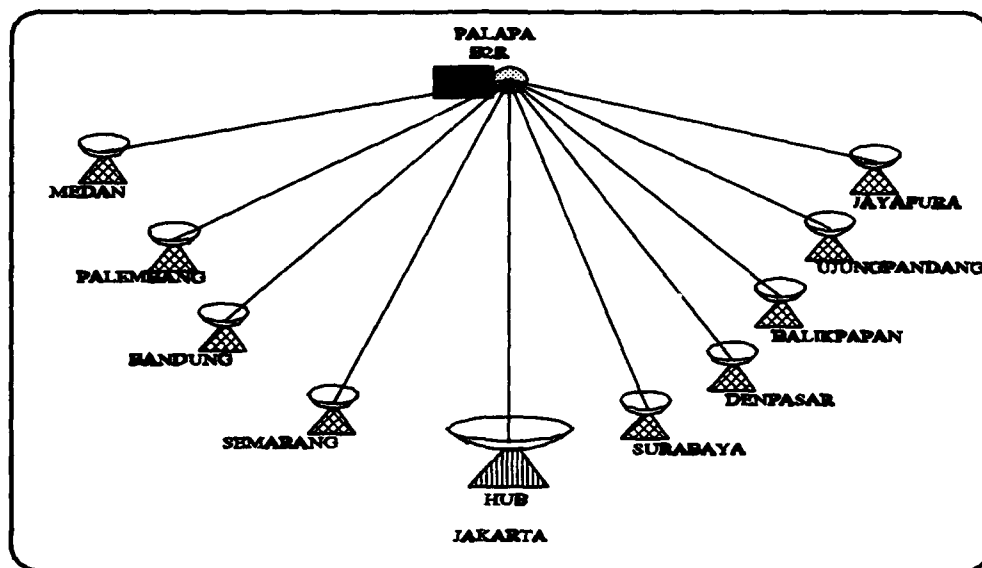 PALAPA
B2R
MEDAN
JAYAPURA
PALEMBANG
UJUNGPANDANG
BANDUNG
BALIKPAPAN
DENPASAR
SEMARANG
SURABAYA
HUB
JAKARTA